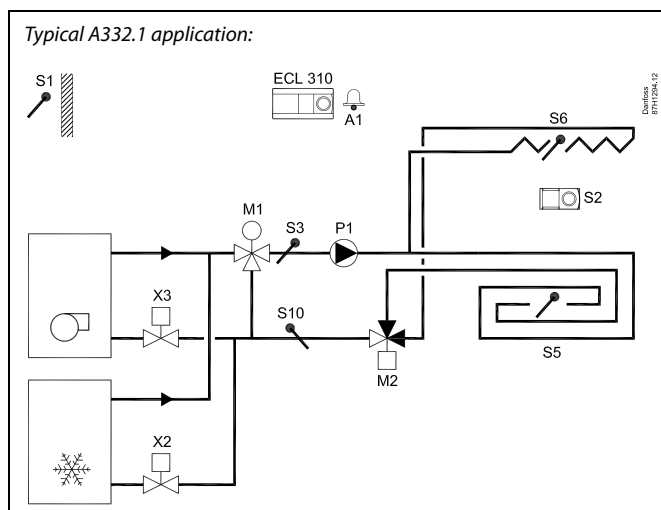 Typical A332.1 application:
S1
ECL 310
A1
Danfoss
87H1294.12
S6
S2
M1
S3
P1
X3
S10
M2
S5
X2